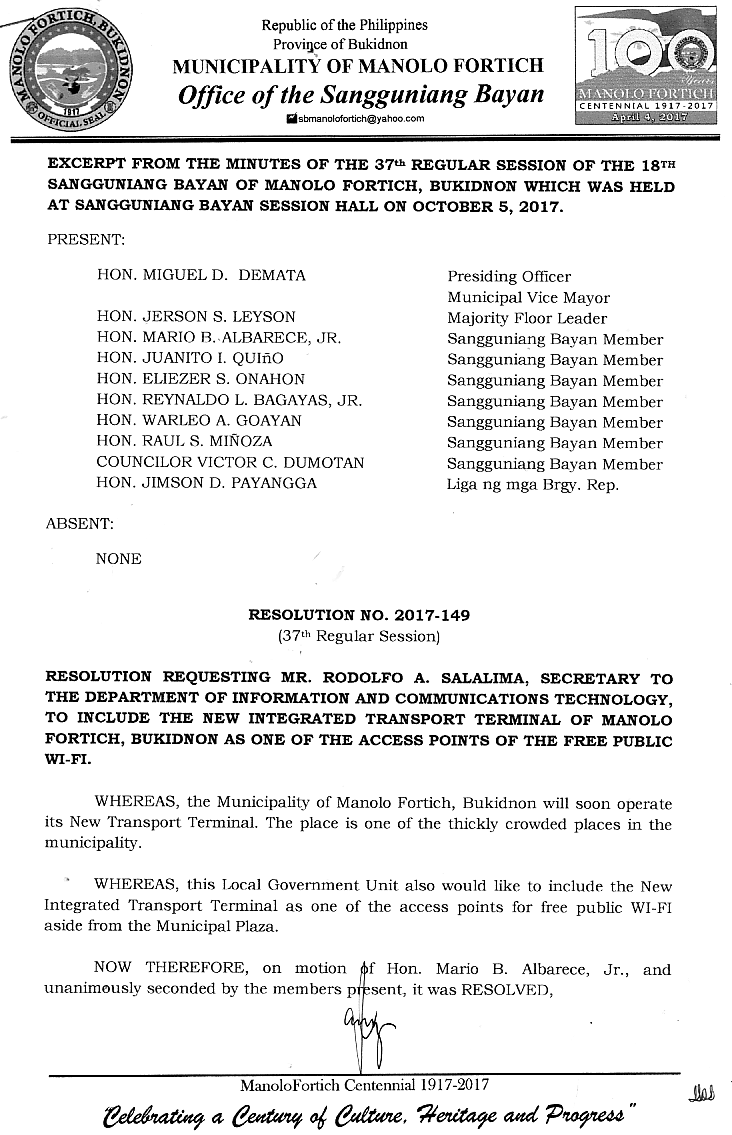 MANOLO FORTICH, BUKIDNON
1917
OFFICIAL SEAL
Republic of the Philippines
Province of Bukidnon
MUNICIPALITY OF MANOLO FORTICH
Office of the Sangguniang Bayan
sbmanolofortich@yahoo.com
100
Years
MANOLO FORTICH
CENTENNIAL 1917-2017
April 4, 2017
EXCERPT FROM THE MINUTES OF THE 37th REGULAR SESSION OF THE 18TH
SANGGUNIANG BAYAN OF MANOLO FORTICH, BUKIDNON WHICH WAS HELD
AT SANGGUNIANG BAYAN SESSION HALL ON OCTOBER 5, 2017.
PRESENT:
HON. MIGUEL D. DEMATA Presiding Officer
Municipal Vice Mayor
HON. JERSON S. LEYSON Majority Floor Leader
HON. MARIO B. ALBARECE, JR. Sangguniang Bayan Member
HON. JUANITO I. QUIñO Sangguniang Bayan Member
HON. ELIEZER S. ONAHON Sangguniang Bayan Member
HON. REYNALDO L. BAGAYAS, JR. Sangguniang Bayan Member
HON. WARLEO A. GOAYAN Sangguniang Bayan Member
HON. RAUL S. MIÑOZA Sangguniang Bayan Member
COUNCILOR VICTOR C. DUMOTAN Sangguniang Bayan Member
HON. JIMSON D. PAYANGGA Liga ng mga Brgy. Rep.
ABSENT:
NONE
RESOLUTION NO. 2017-149
(37th Regular Session)
RESOLUTION REQUESTING MR. RODOLFO A. SALALIMA, SECRETARY TO
THE DEPARTMENT OF INFORMATION AND COMMUNICATIONS TECHNOLOGY,
TO INCLUDE THE NEW INTEGRATED TRANSPORT TERMINAL OF MANOLO
FORTICH, BUKIDNON AS ONE OF THE ACCESS POINTS OF THE FREE PUBLIC
WI-FI.
WHEREAS, the Municipality of Manolo Fortich, Bukidnon will soon operate
its New Transport Terminal. The place is one of the thickly crowded places in the
municipality.
WHEREAS, this Local Government Unit also would like to include the New
Integrated Transport Terminal as one of the access points for free public WI-FI
aside from the Municipal Plaza.
NOW THEREFORE, on motion of Hon. Mario B. Albarece, Jr., and
unanimously seconded by the members present, it was RESOLVED,
ManoloFortich Centennial 1917-2017
"Celebrating a Century of Culture, Heritage and Progress"